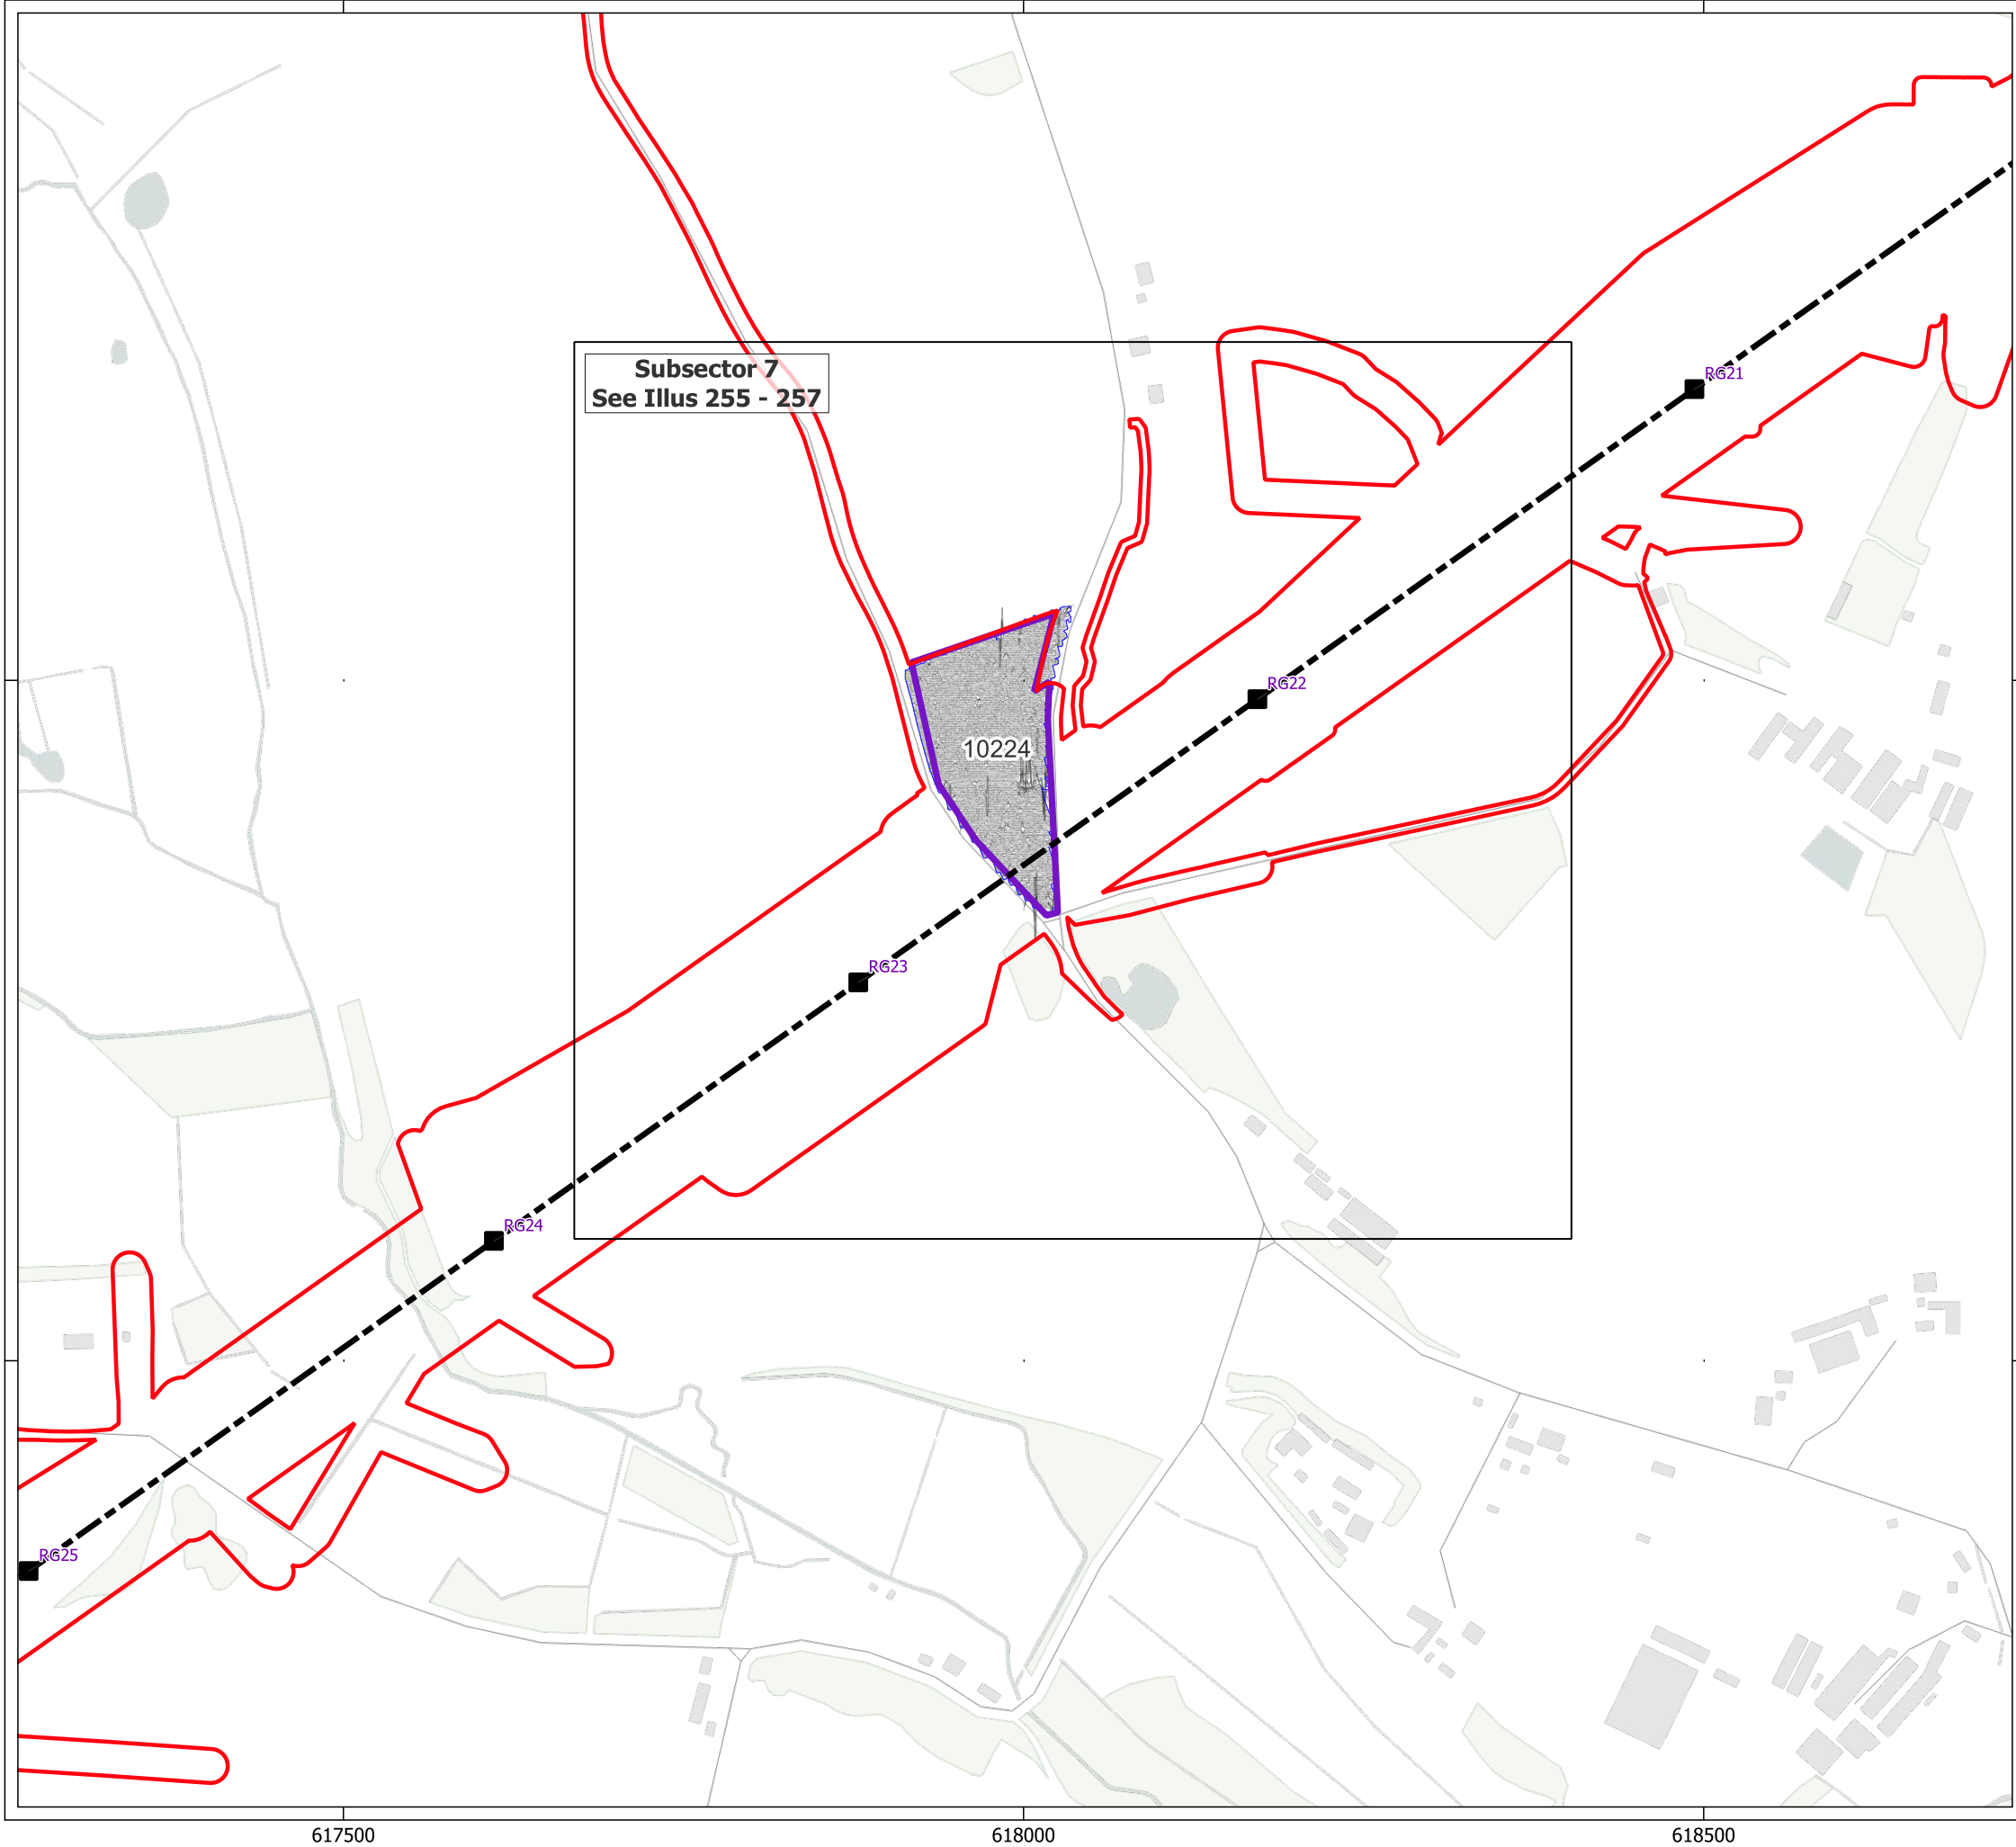 Subsector 7
See Illus 255 - 257
RG21
RG22
10224
RG23
RG24
RG25
617500
618000
618500